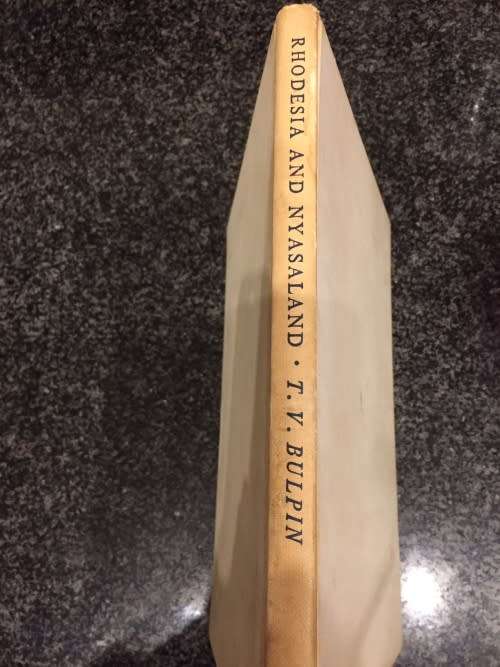 RHODESIA AND NYASALAND · T. V. BULPIN